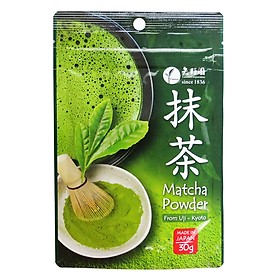 since 1836
抹茶
Matcha
Powder
From Uji - Kyoto
MADE IN
JAPAN
30g